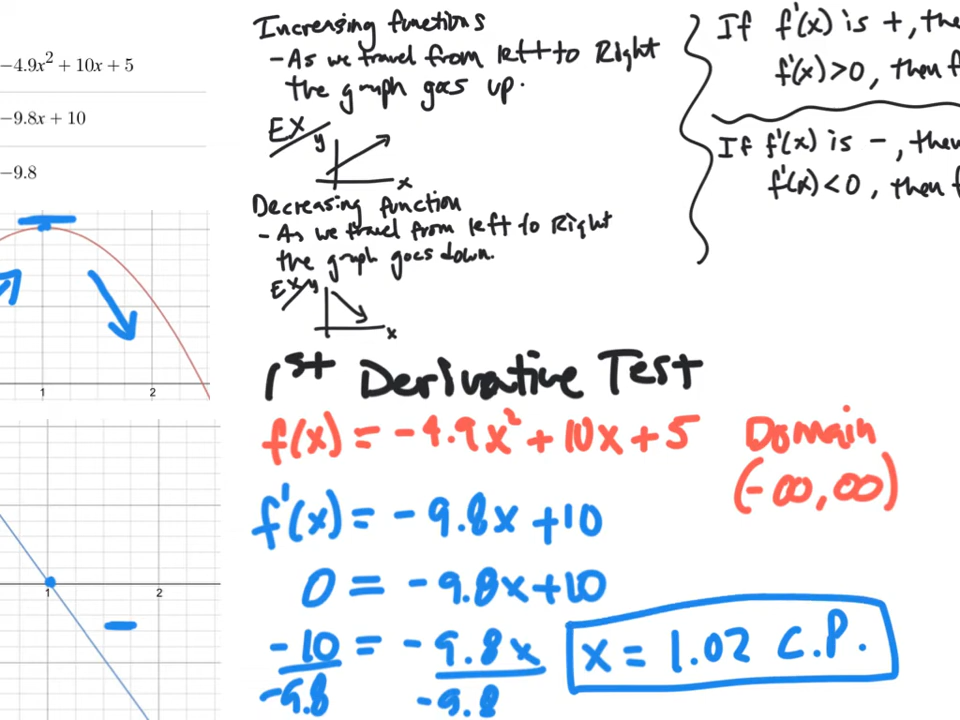 −4.9x² + 10x + 5
−9.8x + 10
−9.8
1
2
1
2
Increasing functions
- As we travel from left to Right
the graph goes up.
EX
y
x
Decreasing function
- As we travel from left to Right
the graph goes down.
EX
y
x
If f'(x) is +, the
f'(x) > 0, then f
If f'(x) is -, then
f'(x) < 0, then f
1st Derivative Test
f(x) = -4.9x² + 10x + 5
Domain
(-∞, ∞)
f'(x) = -9.8x + 10
0 = -9.8x + 10
-10 = -9.8x
-9.8 -9.8
x = 1.02 C.P.